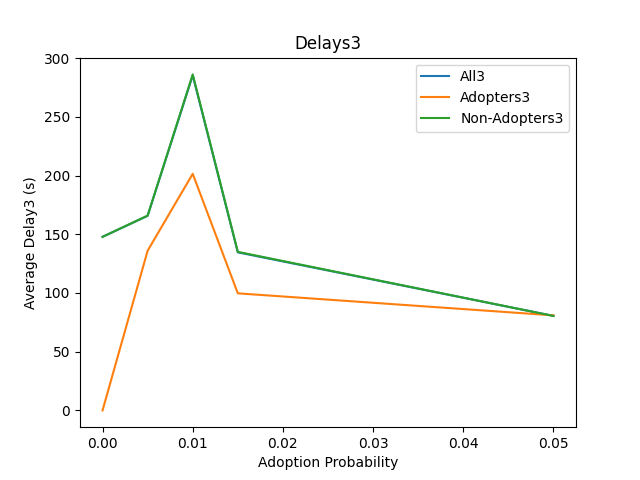 Delays3
All3
Adopters3
Non-Adopters3
Average Delay3 (s)
300
250
200
150
100
50
0
0.00 0.01 0.02 0.03 0.04 0.05
Adoption Probability